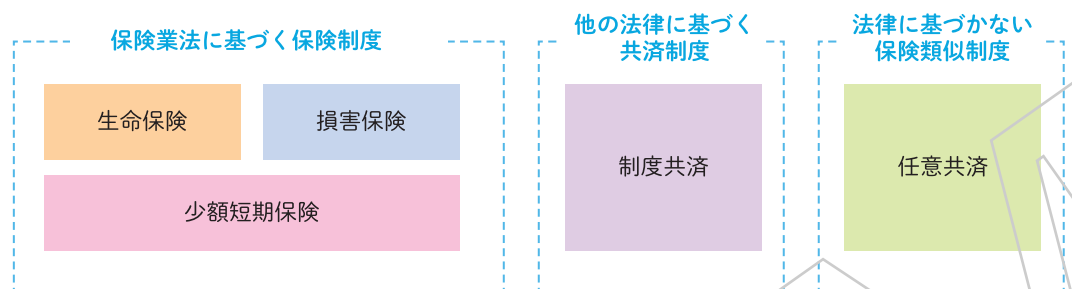 保険業法に基づく保険制度
生命保険
損害保険
少額短期保険
他の法律に基づく
共済制度
制度共済
法律に基づかない
保険類似制度
任意共済